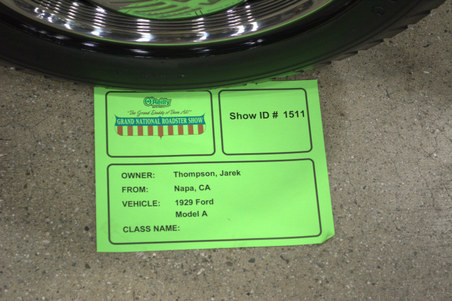 O'Reilly
"The Grand Daddy of Them All"
GRAND NATIONAL ROADSTER SHOW
Show ID # 1511
OWNER: Thompson, Jarek
FROM: Napa, CA
VEHICLE: 1929 Ford
Model A
CLASS NAME: